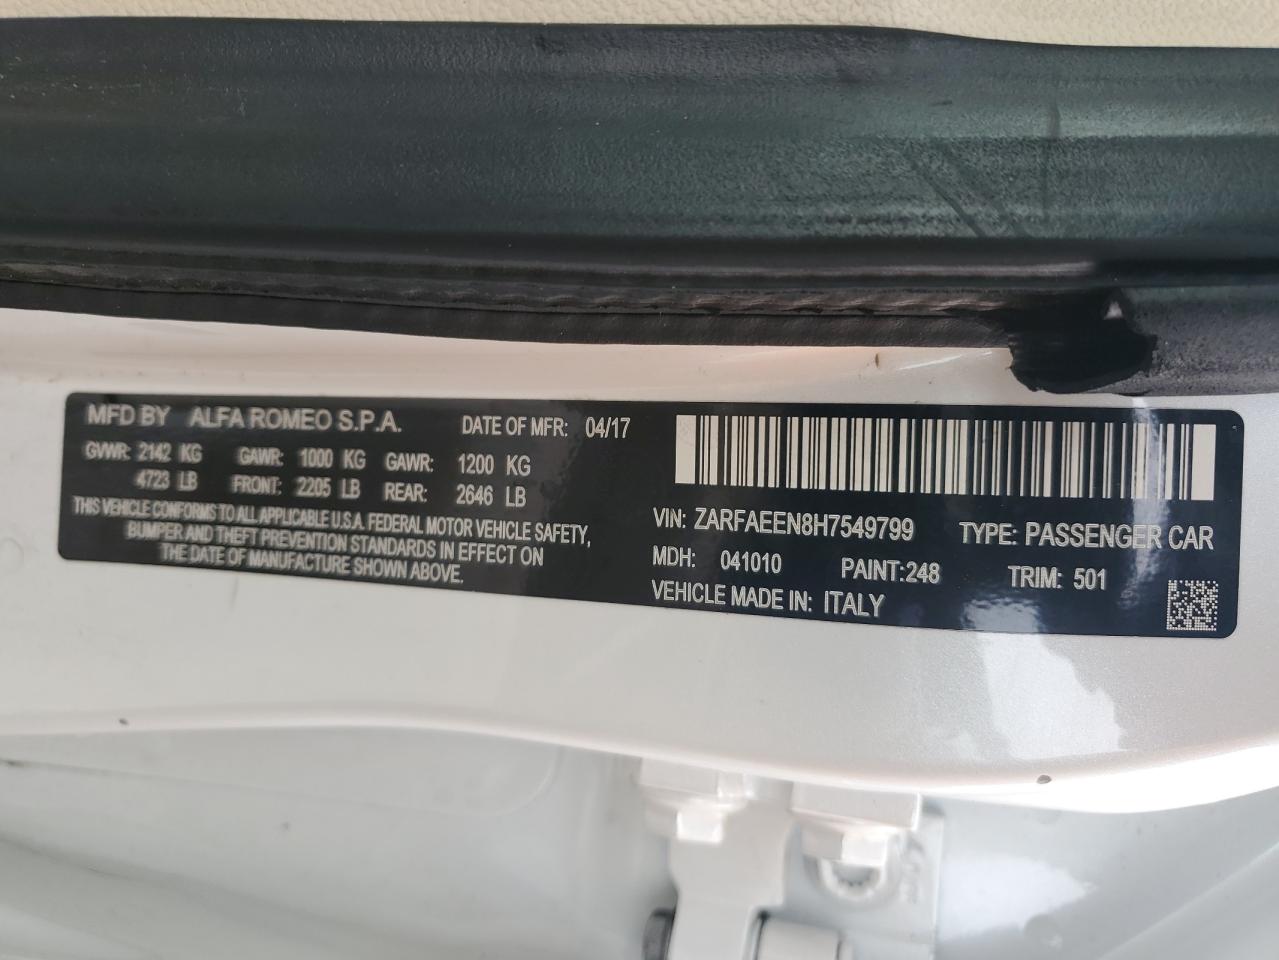 MFD BY ALFA ROMEO S.P.A. DATE OF MFR: 04/17
GVWR: 2142 KG GAWR: 1000 KG GAWR: 1200 KG
4723 LB FRONT: 2205 LB REAR: 2646 LB
THIS VEHICLE CONFORMS TO ALL APPLICABLE U.S.A. FEDERAL MOTOR VEHICLE SAFETY,
BUMPER AND THEFT PREVENTION STANDARDS IN EFFECT ON
THE DATE OF MANUFACTURE SHOWN ABOVE.
VIN: ZARFAEEN8H7549799 TYPE: PASSENGER CAR
MDH: 041010 PAINT:248 TRIM: 501
VEHICLE MADE IN: ITALY